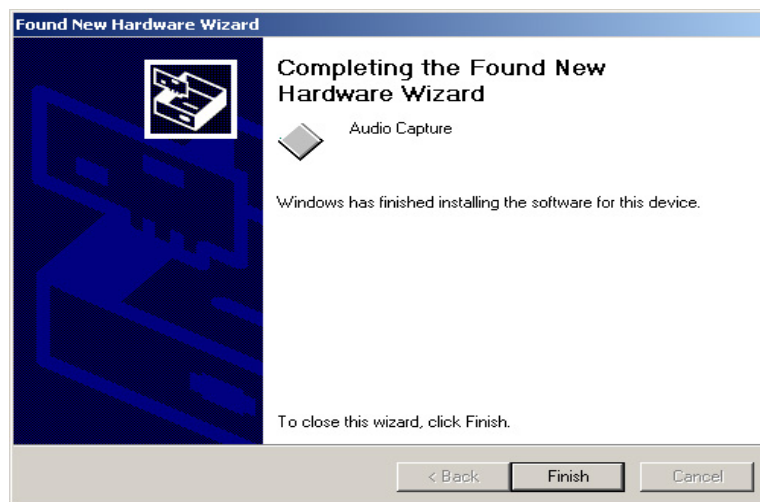 Found New Hardware Wizard
Completing the Found New
Hardware Wizard
Audio Capture
Windows has finished installing the software for this device.
To close this wizard, click Finish.
< Back
Finish
Cancel